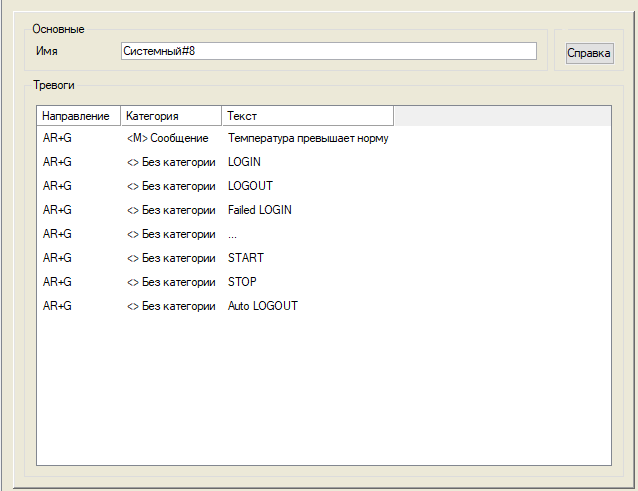 Основные
Имя Системный#8
Справка
Тревоги
Направление Категория Текст
AR+G <M> Сообщение Температура превышает норму
AR+G <> Без категории LOGIN
AR+G <> Без категории LOGOUT
AR+G <> Без категории Failed LOGIN
AR+G <> Без категории ...
AR+G <> Без категории START
AR+G <> Без категории STOP
AR+G <> Без категории Auto LOGOUT